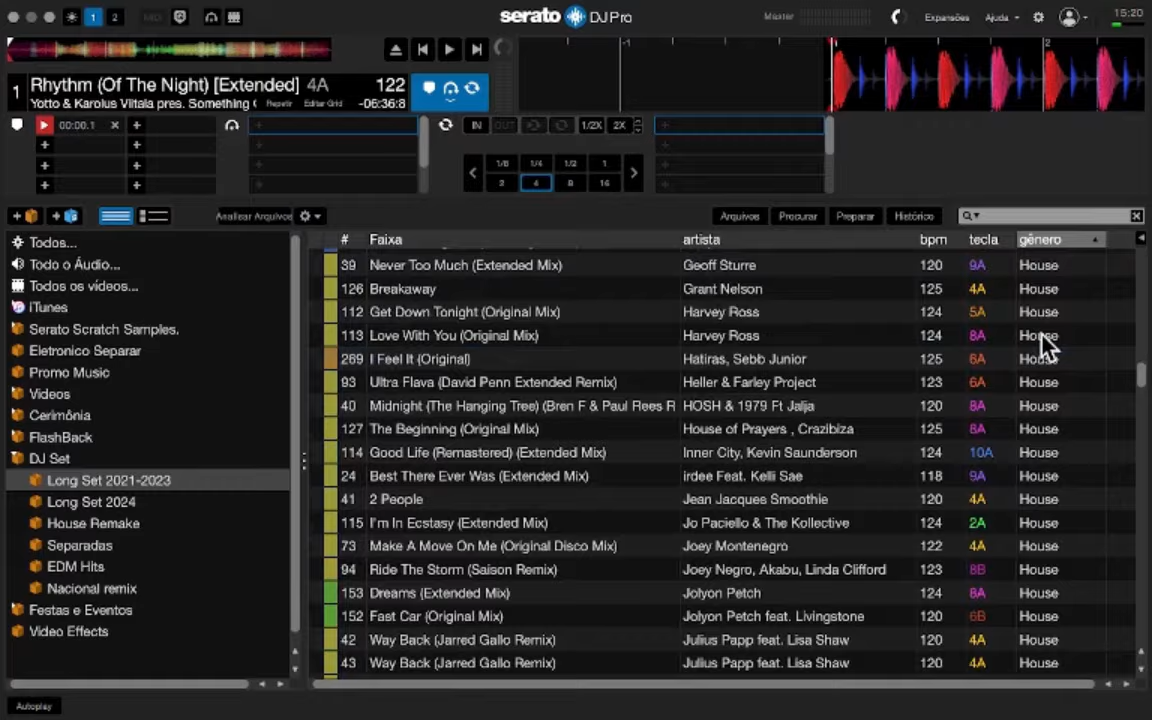 1 2 MIDI serato DJ Pro Master Expansões Ajuda 15:20
-1 1 2
1 Rhythm (Of The Night) [Extended] 4A 122
Yotto & Karolus Viitala pres. Something Repetir Editar Grid -06:36:8
00:00.1 IN OUT 1/2X 2X
1/8 1/4 1/2 1
2 4 8 16
Analisar Arquivos Arquivos Procurar Preparar Histórico
# Faixa artista bpm tecla gênero
Todos...
Todo o Áudio...
Todos os vídeos...
iTunes
Serato Scratch Samples.
Eletronico Separar
Promo Music
Videos
Cerimônia
FlashBack
DJ Set
Long Set 2021-2023
Long Set 2024
House Remake
Separadas
EDM Hits
Nacional remix
Festas e Eventos
Video Effects
39 Never Too Much (Extended Mix) Geoff Sturre 120 9A House
126 Breakaway Grant Nelson 125 4A House
112 Get Down Tonight (Original Mix) Harvey Ross 124 5A House
113 Love With You (Original Mix) Harvey Ross 124 8A House
269 I Feel It (Original) Hatiras, Sebb Junior 125 6A House
93 Ultra Flava (David Penn Extended Remix) Heller & Farley Project 123 6A House
40 Midnight (The Hanging Tree) (Bren F & Paul Rees R HOSH & 1979 Ft Jalja 120 8A House
127 The Beginning (Original Mix) House of Prayers , Crazibiza 125 8A House
114 Good Life (Remastered) (Extended Mix) Inner City, Kevin Saunderson 124 10A House
24 Best There Ever Was (Extended Mix) irdee Feat. Kelli Sae 118 9A House
41 2 People Jean Jacques Smoothie 120 4A House
115 I'm In Ecstasy (Extended Mix) Jo Paciello & The Kollective 124 2A House
73 Make A Move On Me (Original Disco Mix) Joey Montenegro 122 4A House
94 Ride The Storm (Saison Remix) Joey Negro, Akabu, Linda Clifford 123 8B House
153 Dreams (Extended Mix) Jolyon Petch 124 8A House
152 Fast Car (Original Mix) Jolyon Petch feat. Livingstone 120 6B House
42 Way Back (Jarred Gallo Remix) Julius Papp feat. Lisa Shaw 120 4A House
43 Way Back (Jarred Gallo Remix) Julius Papp feat. Lisa Shaw 120 4A House
Autoplay